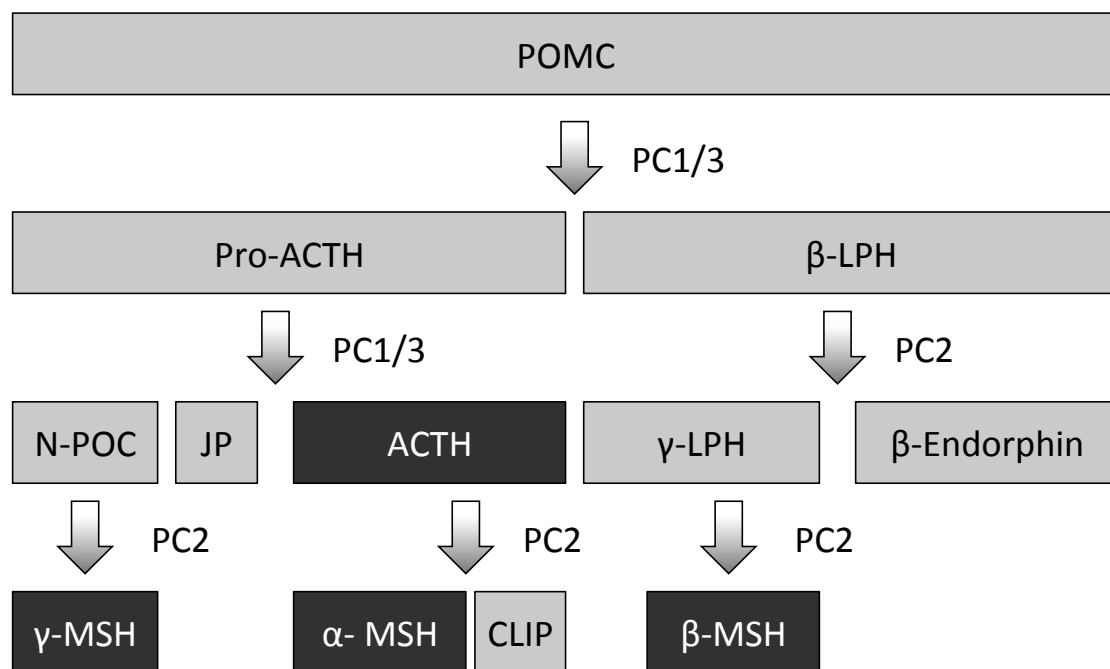 POMC
PC1/3
Pro-ACTH
β-LPH
PC1/3
PC2
N-POC
JP
ACTH
γ-LPH
β-Endorphin
PC2
PC2
PC2
γ-MSH
α- MSH
CLIP
β-MSH